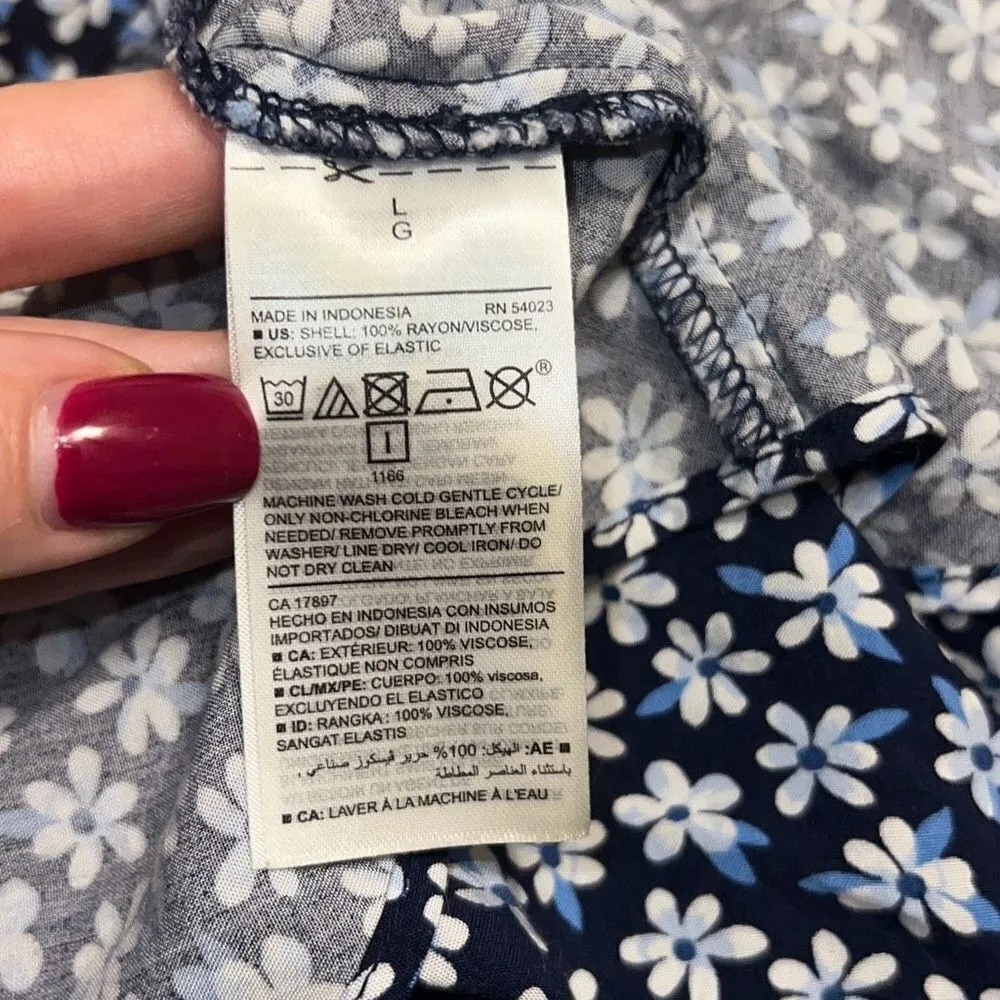 L
G
MADE IN INDONESIA RN 54023
US: SHELL: 100% RAYON/VISCOSE,
EXCLUSIVE OF ELASTIC
30 ®
1166
MACHINE WASH COLD GENTLE CYCLE/
ONLY NON-CHLORINE BLEACH WHEN
NEEDED/ REMOVE PROMPTLY FROM
WASHER/ LINE DRY/ COOL IRON/ DO
NOT DRY CLEAN
CA 17897
HECHO EN INDONESIA CON INSUMOS
IMPORTADOS/ DIBUAT DI INDONESIA
CA: EXTÉRIEUR: 100% VISCOSE,
ÉLASTIQUE NON COMPRIS
CL/MX/PE: CUERPO: 100% viscosa,
EXCLUYENDO EL ELASTICO
ID: RANGKA : 100% VISCOSE,
SANGAT ELASTIS
AE: الهيكل: 100% حرير فيسكوز صناعي ,
باستثناء العناصر المطاطة
CA: LAVER À LA MACHINE À L'EAU